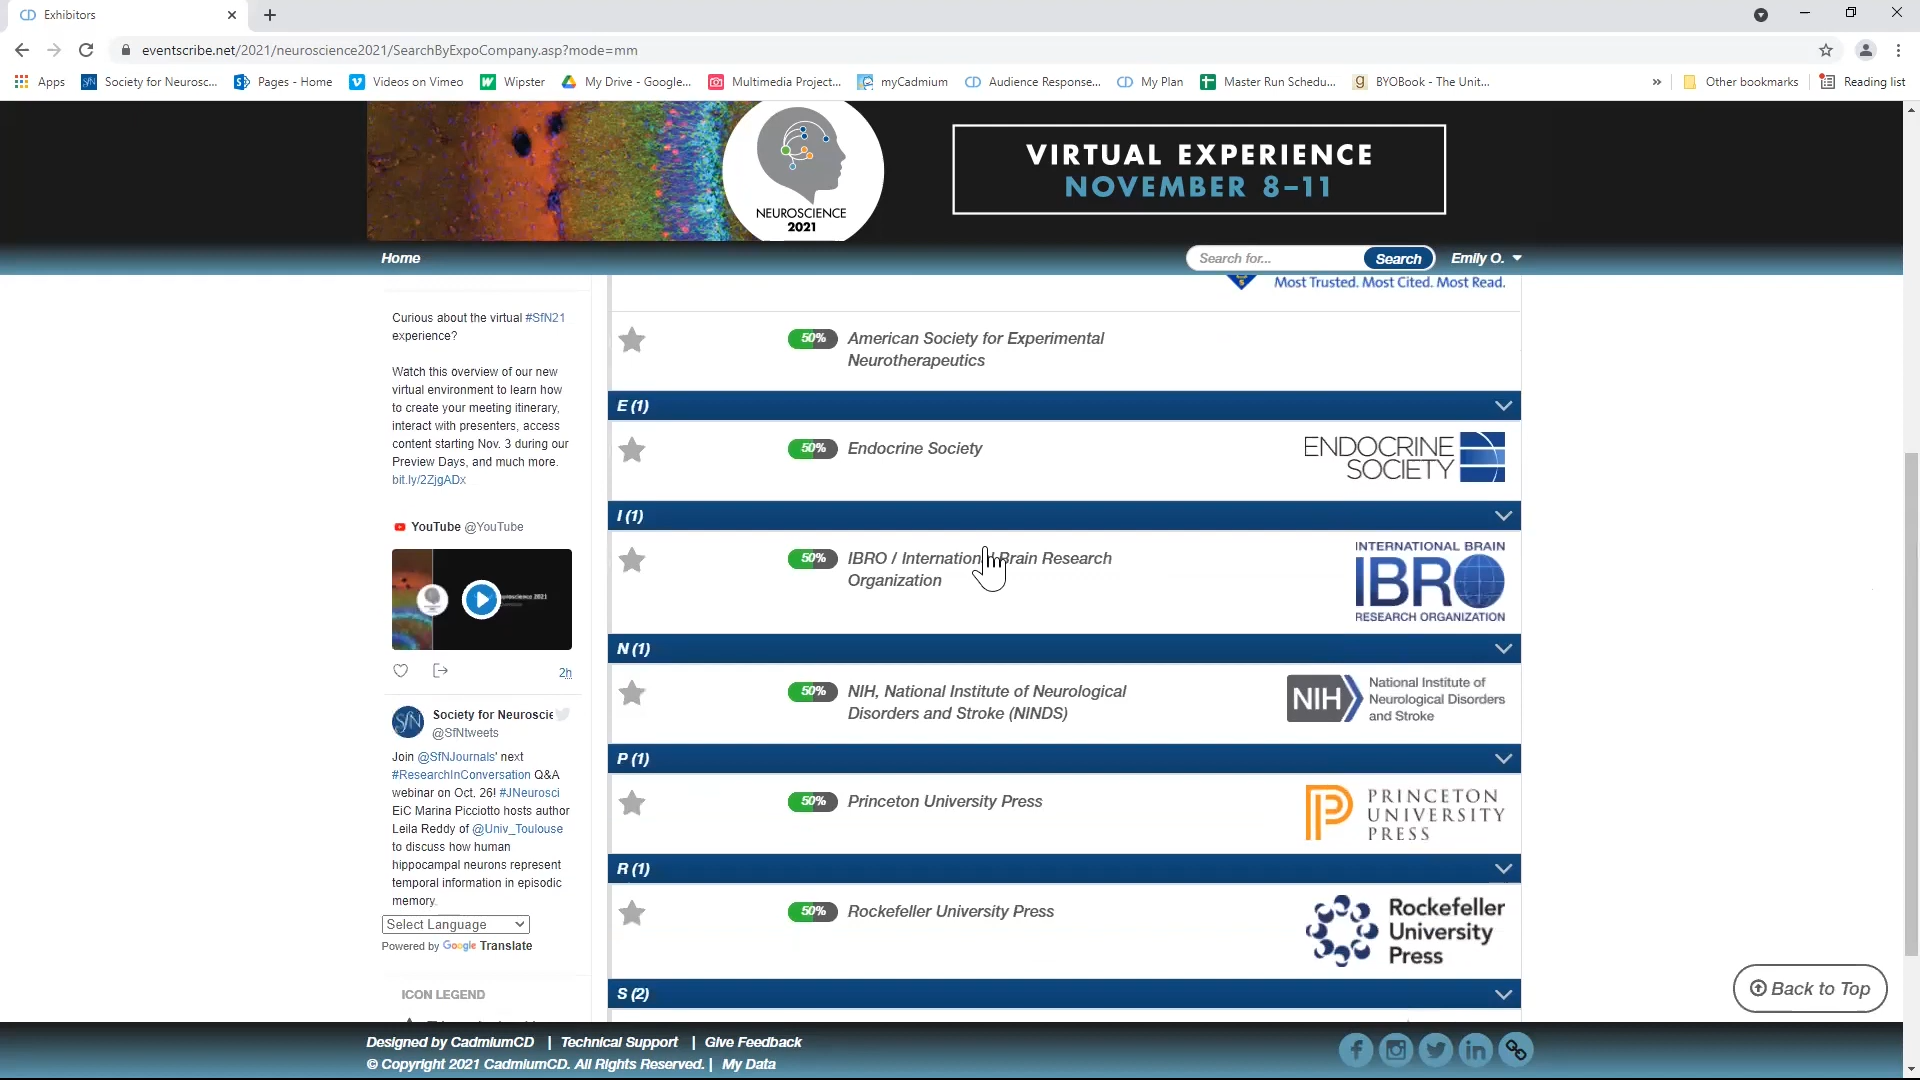 Exhibitors
eventscribe.net/2021/neuroscience2021/SearchByExpoCompany.asp?mode=mm
Apps
Society for Neurosc...
Pages - Home
Videos on Vimeo
Wipster
My Drive - Google...
Multimedia Project...
myCadmium
Audience Response...
My Plan
Master Run Schedu...
BYOBook - The Unit...
Other bookmarks
Reading list
NEUROSCIENCE
2021
VIRTUAL EXPERIENCE
NOVEMBER 8–11
Home
Search for...
Search
Emily O.
Curious about the virtual #SfN21
experience?
Watch this overview of our new
virtual environment to learn how
to create your meeting itinerary,
interact with presenters, access
content starting Nov. 3 during our
Preview Days, and much more.
bit.ly/2ZjgADx
YouTube @YouTube
2h
SfN
Society for Neuroscie
@SfNtweets
Join @SfNJournals' next
#ResearchInConversation Q&A
webinar on Oct. 26! #JNeurosci
EiC Marina Picciotto hosts author
Leila Reddy of @Univ_Toulouse
to discuss how human
hippocampal neurons represent
temporal information in episodic
memory.
Select Language
Powered by Google Translate
ICON LEGEND
Most Trusted. Most Cited. Most Read.
50% American Society for Experimental
Neurotherapeutics
E (1)
50% Endocrine Society
ENDOCRINE
SOCIETY
I (1)
50% IBRO / International Brain Research
Organization
INTERNATIONAL BRAIN
IBRO
RESEARCH ORGANIZATION
N (1)
50% NIH, National Institute of Neurological
Disorders and Stroke (NINDS)
NIH
National Institute of
Neurological Disorders
and Stroke
P (1)
50% Princeton University Press
PRINCETON
UNIVERSITY
PRESS
R (1)
50% Rockefeller University Press
Rockefeller
University
Press
S (2)
Back to Top
Designed by CadmiumCD | Technical Support | Give Feedback
© Copyright 2021 CadmiumCD. All Rights Reserved. | My Data